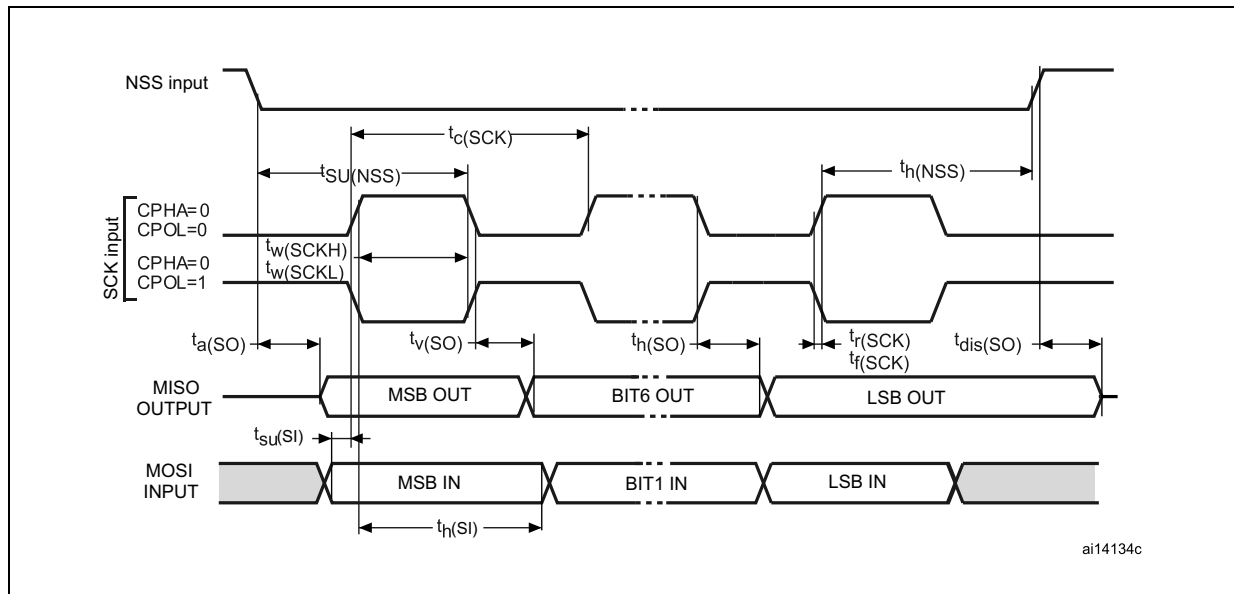 NSS input
tc(SCK)
tSU(NSS)
th(NSS)
SCK input
CPHA=0
CPOL=0
tw(SCKH)
CPHA=0
tw(SCKL)
CPOL=1
ta(SO)
tv(SO)
th(SO)
tr(SCK)
tf(SCK)
tdis(SO)
MISO
OUTPUT
MSB OUT
BIT6 OUT
LSB OUT
tsu(SI)
MOSI
INPUT
MSB IN
BIT1 IN
LSB IN
th(SI)
ai14134c